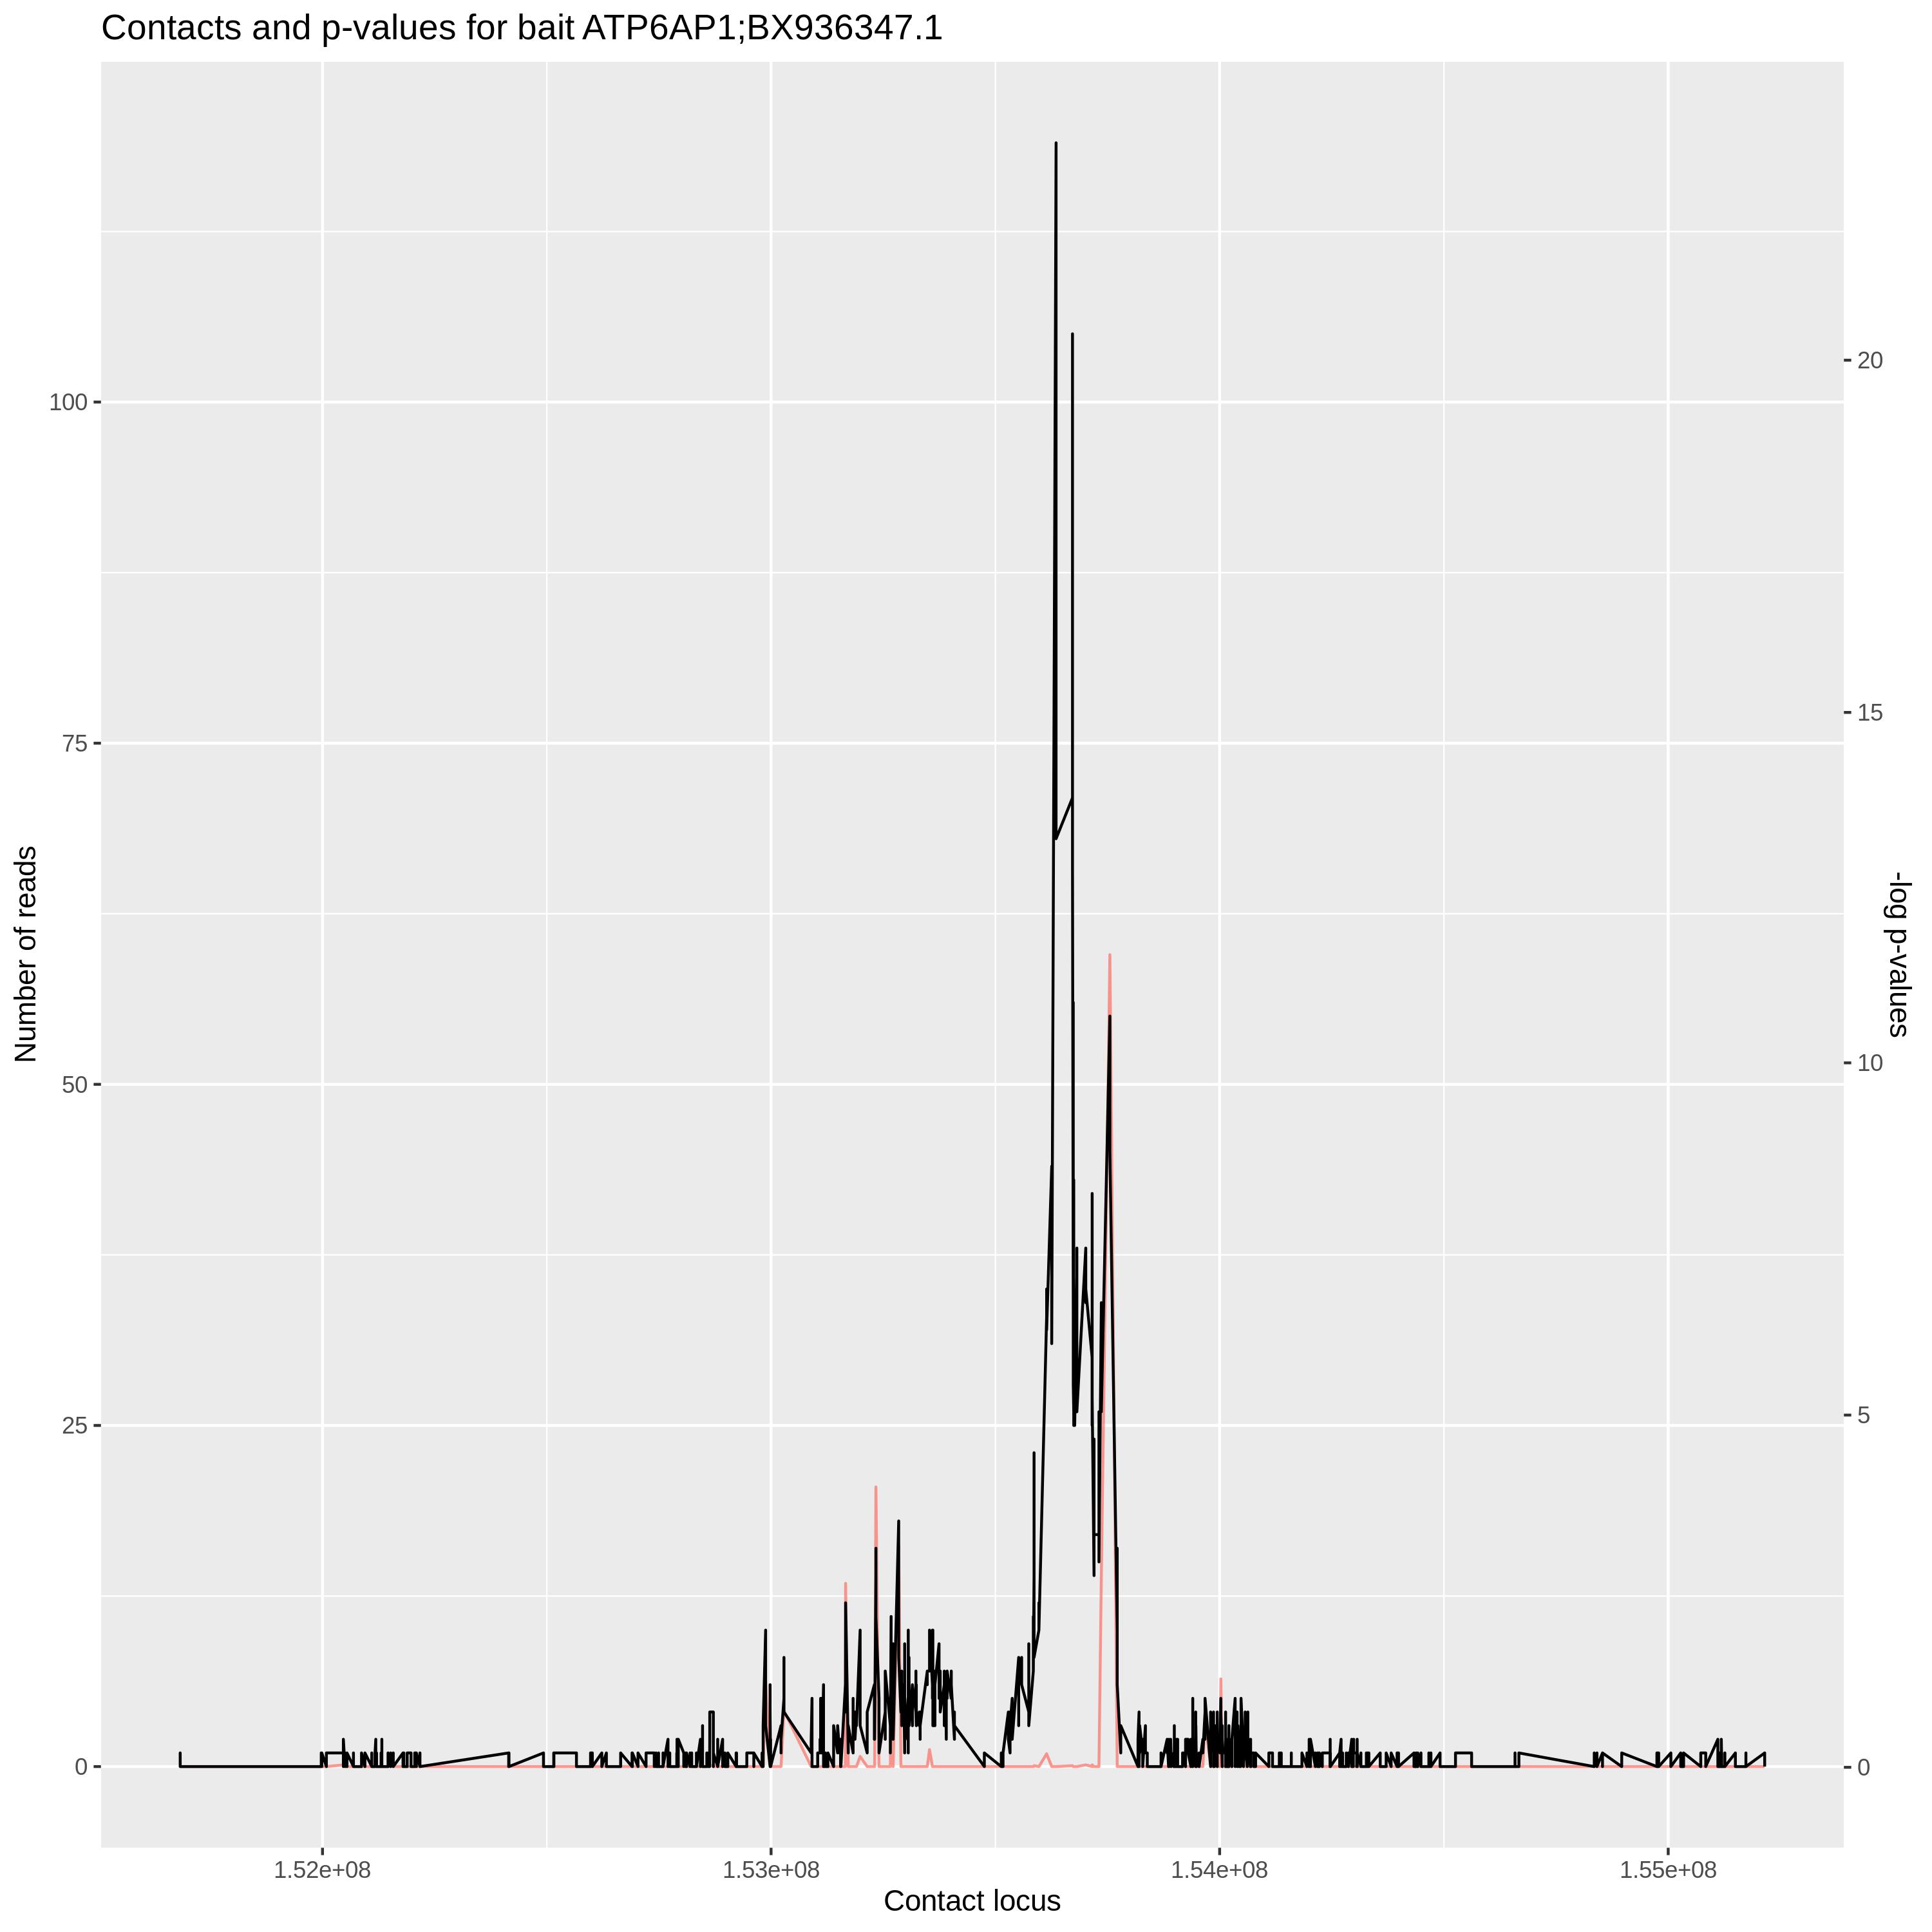 Contacts and p-values for bait ATP6AP1;BX936347.1
100
75
50
25
0
20
15
10
5
0
Number of reads
-log p-values
1.52e+08
1.53e+08
1.54e+08
1.55e+08
Contact locus